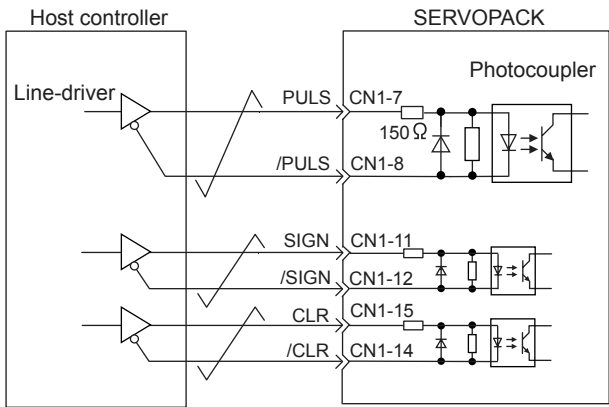 Host controller
SERVOPACK
Line-driver
Photocoupler
PULS CN1-7
150Ω
/PULS CN1-8
SIGN CN1-11
/SIGN CN1-12
CLR CN1-15
/CLR CN1-14